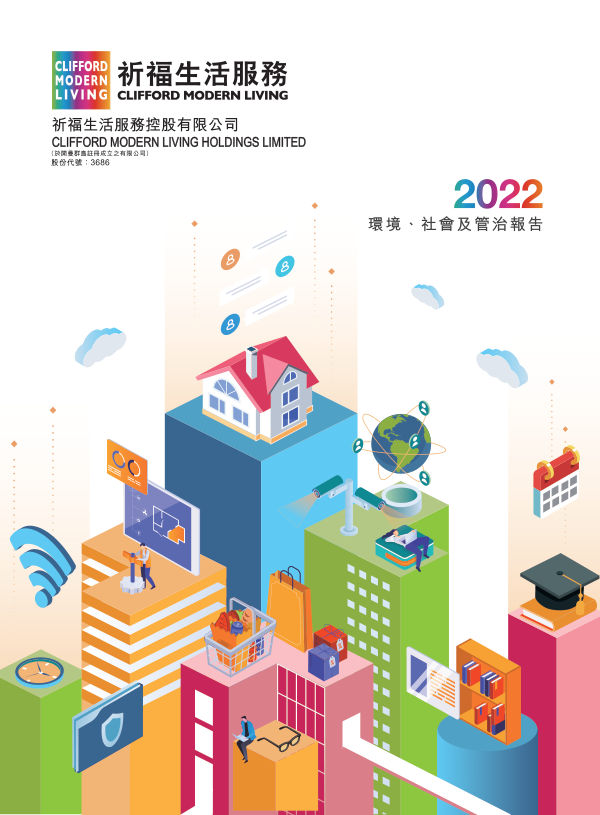 CLIFFORD
MODERN
LIVING
祈福生活服務
CLIFFORD MODERN LIVING
祈福生活服務控股有限公司
CLIFFORD MODERN LIVING HOLDINGS LIMITED
(於開曼群島註冊成立之有限公司)
股份代號：3686
2022
環境、社會及管治報告